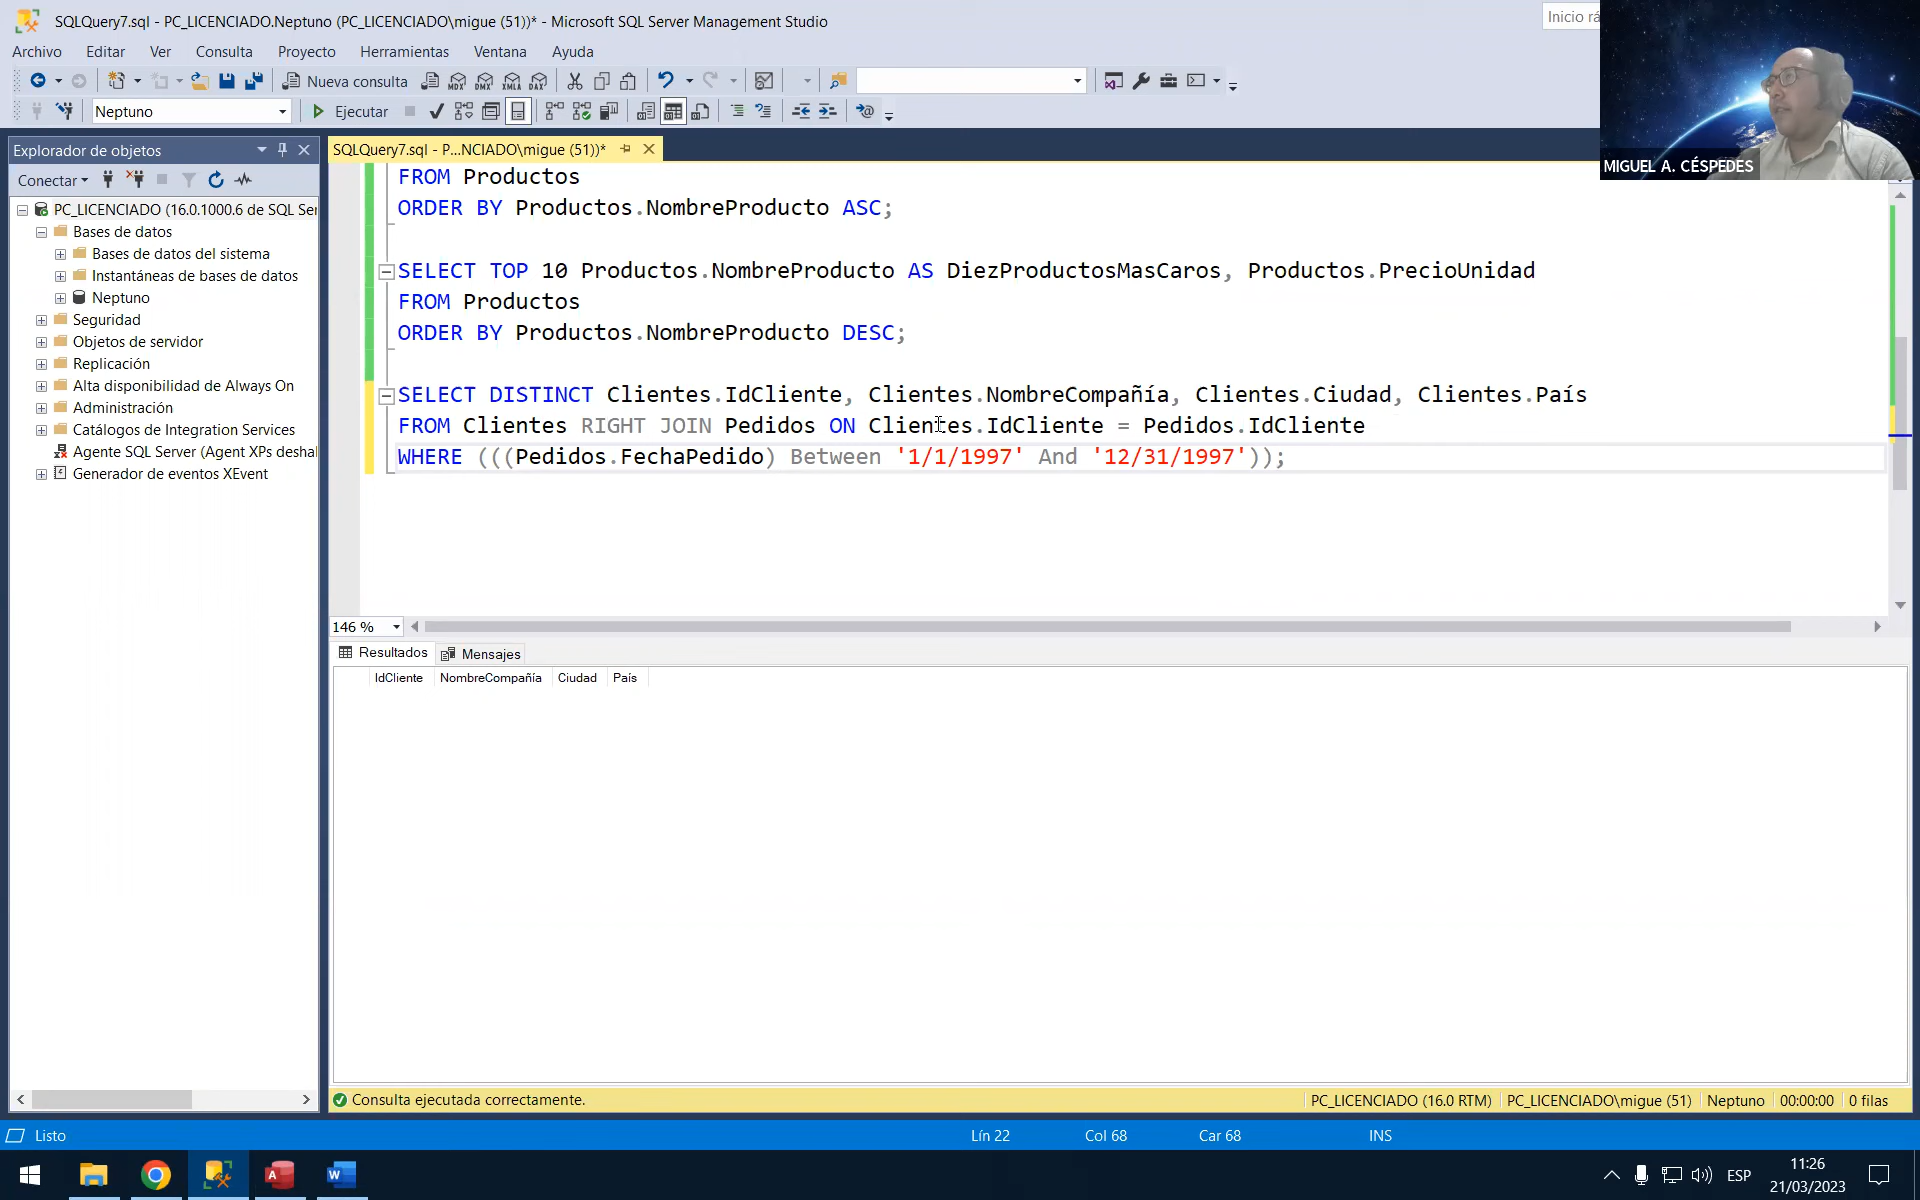 SQLQuery7.sql - PC_LICENCIADO.Neptuno (PC_LICENCIADO\migue (51))* - Microsoft SQL Server Management Studio
Inicio rá
Archivo Editar Ver Consulta Proyecto Herramientas Ventana Ayuda
Nueva consulta
Neptuno
Ejecutar
MIGUEL A. CÉSPEDES
Explorador de objetos
Conectar
PC_LICENCIADO (16.0.1000.6 de SQL Ser
Bases de datos
Bases de datos del sistema
Instantáneas de bases de datos
Neptuno
Seguridad
Objetos de servidor
Replicación
Alta disponibilidad de Always On
Administración
Catálogos de Integration Services
Agente SQL Server (Agent XPs deshal
Generador de eventos XEvent
SQLQuery7.sql - P...NCIADO\migue (51))*
FROM Productos
ORDER BY Productos.NombreProducto ASC;
SELECT TOP 10 Productos.NombreProducto AS DiezProductosMasCaros, Productos.PrecioUnidad
FROM Productos
ORDER BY Productos.NombreProducto DESC;
SELECT DISTINCT Clientes.IdCliente, Clientes.NombreCompañía, Clientes.Ciudad, Clientes.País
FROM Clientes RIGHT JOIN Pedidos ON Clientes.IdCliente = Pedidos.IdCliente
WHERE (((Pedidos.FechaPedido) Between '1/1/1997' And '12/31/1997'));
146 %
Resultados Mensajes
IdCliente NombreCompañía Ciudad País
Consulta ejecutada correctamente.
PC_LICENCIADO (16.0 RTM) PC_LICENCIADO\migue (51) Neptuno 00:00:00 0 filas
Listo
Lín 22 Col 68 Car 68 INS
ESP
11:26
21/03/2023